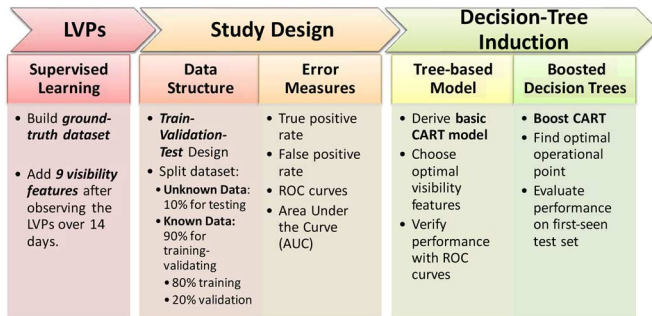 LVPs
Study Design
Decision-Tree
Induction
Supervised
Learning
• Build ground-
truth dataset
• Add 9 visibility
features after
observing the
LVPs over 14
days.
Data
Structure
• Train-
Validation-
Test Design
• Split dataset:
• Unknown Data:
10% for testing
• Known Data:
90% for
training-
validating
• 80% training
• 20% validation
Error
Measures
• True positive
rate
• False positive
rate
• ROC curves
• Area Under
the Curve
(AUC)
Tree-based
Model
• Derive basic
CART model
• Choose
optimal
visibility
features
• Verify
performance
with ROC
curves
Boosted
Decision Trees
• Boost CART
• Find optimal
operational
point
• Evaluate
performance
on first-seen
test set